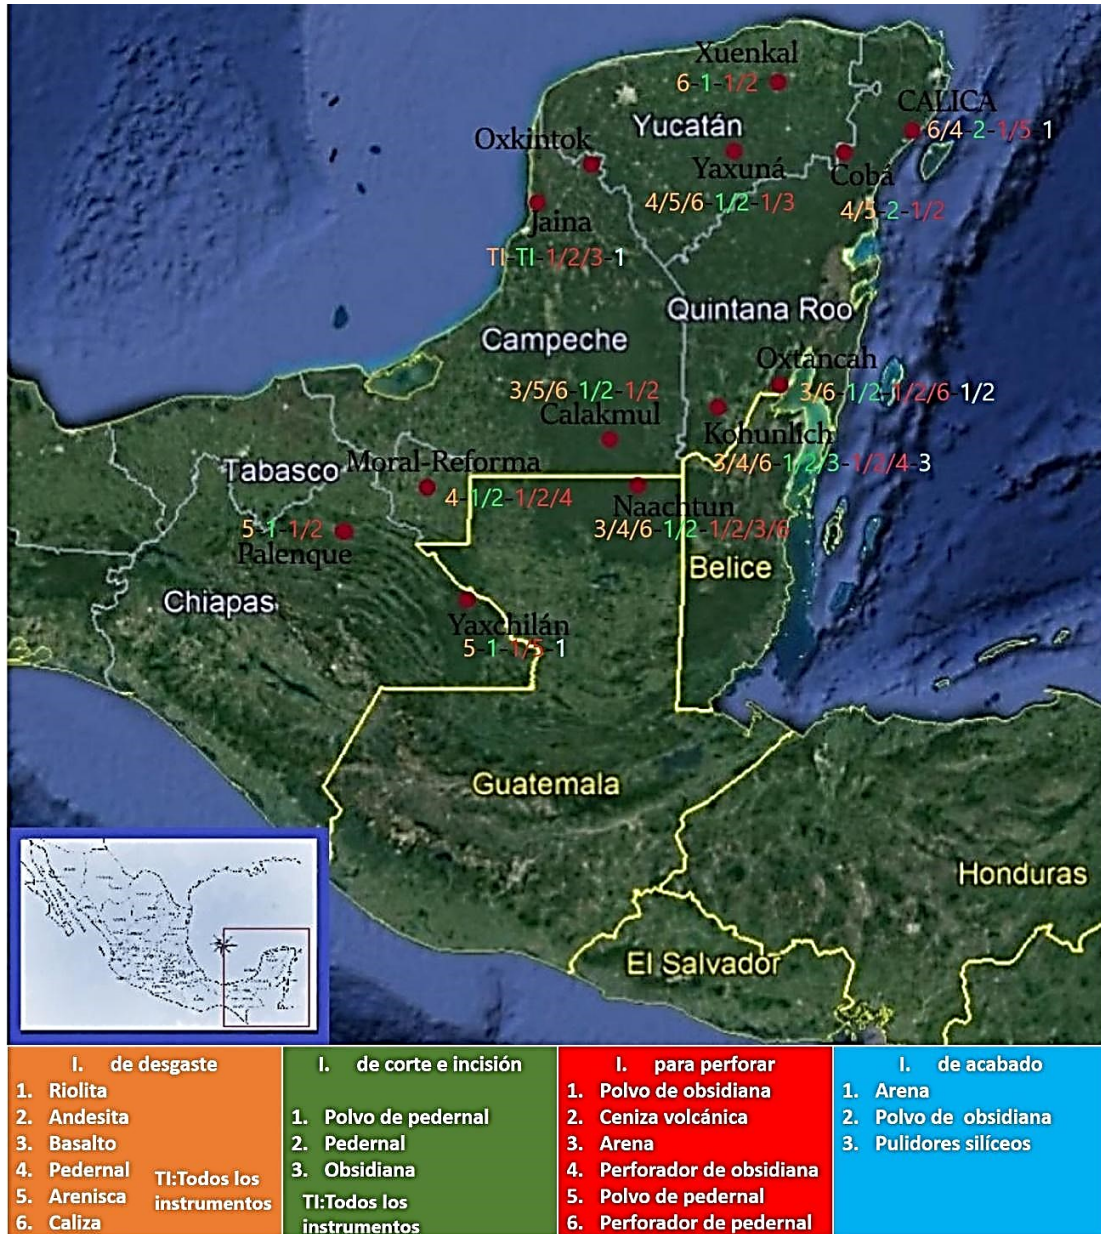 Xuenkal
6-1-1/2
CALICA
6/4-2-1/5-1
Yucatán
Oxkintok
Yaxuná
4/5/6-1/2-1/3
Cobá
4/5-2-1/2
Jaina
TI-TI-1/2/3-1
Quintana Roo
Campeche
Oxtancah
3/6-1/2-1/2/6-1/2
3/5/6-1/2-1/2
Calakmul
Kohunlich
3/4/6-1/2/3-1/2/4-3
Tabasco
Moral-Reforma
4-1/2-1/2/4
Naachtun
3/4/6-1/2-1/2/3/6
5-1-1/2
Palenque
Belice
Chiapas
Yaxchilán
5-1-1/5-1
Guatemala
Honduras
El Salvador
I. de desgaste
1. Riolita
2. Andesita
3. Basalto
4. Pedernal
5. Arenisca
6. Caliza
TI:Todos los
instrumentos
I. de corte e incisión
1. Polvo de pedernal
2. Pedernal
3. Obsidiana
TI:Todos los
instrumentos
I. para perforar
1. Polvo de obsidiana
2. Ceniza volcánica
3. Arena
4. Perforador de obsidiana
5. Polvo de pedernal
6. Perforador de pedernal
I. de acabado
1. Arena
2. Polvo de obsidiana
3. Pulidores silíceos